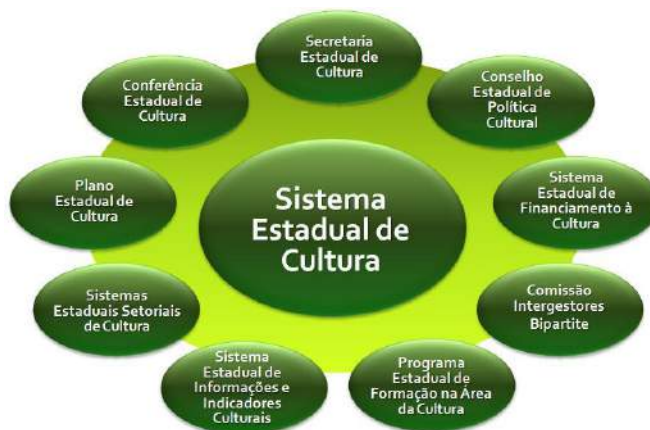 Secretaria
Estadual de
Cultura
Conselho
Estadual de
Política
Cultural
Sistema
Estadual de
Financiamento à
Cultura
Comissão
Intergestores
Bipartite
Programa
Estadual de
Formação na Área
da Cultura
Sistema
Estadual de
Informações e
Indicadores
Culturais
Sistemas
Estaduais Setoriais
de Cultura
Plano
Estadual de
Cultura
Conferência
Estadual de
Cultura
Sistema
Estadual de
Cultura